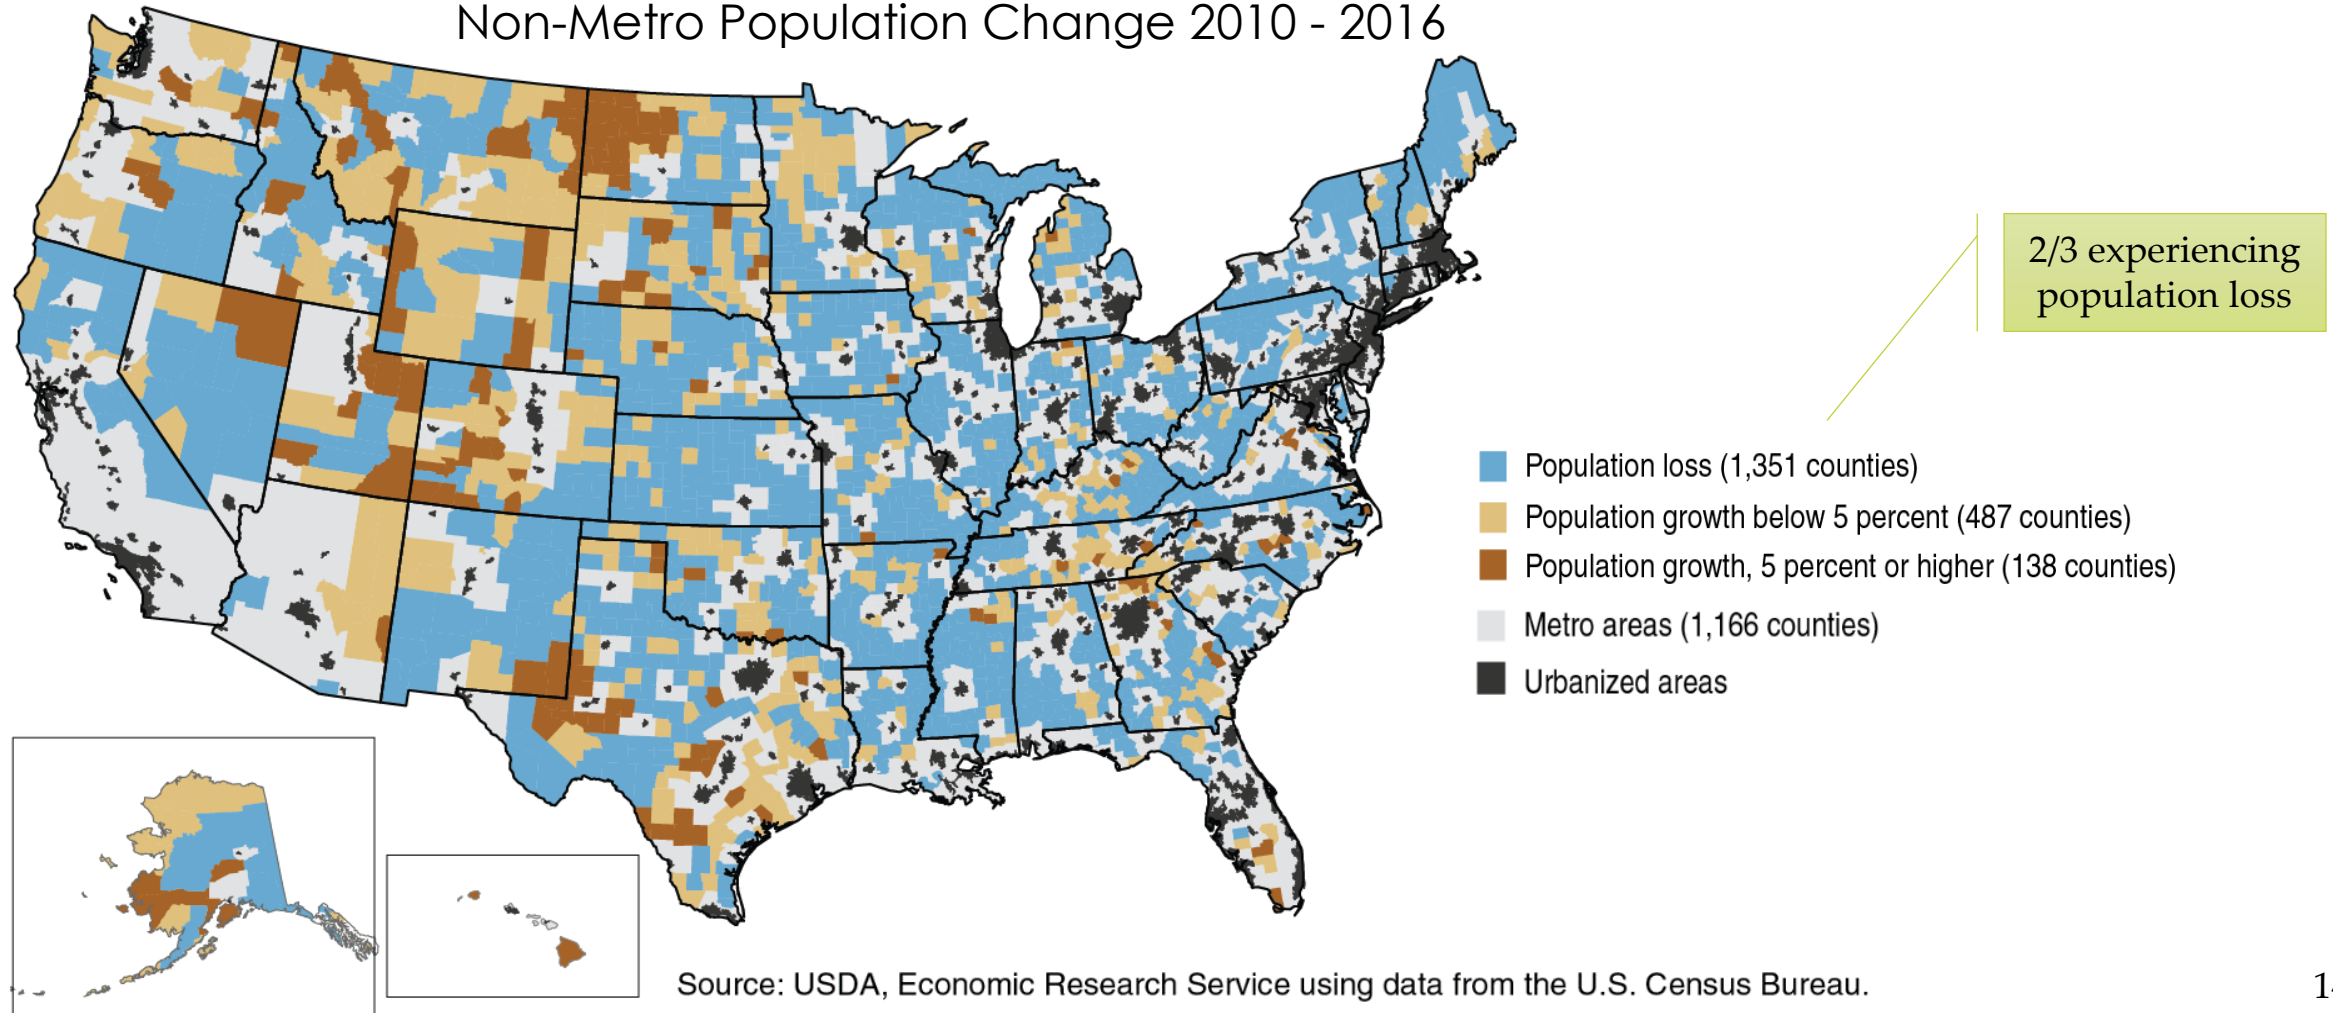 Non-Metro Population Change 2010 - 2016
2/3 experiencing
population loss
Population loss (1,351 counties)
Population growth below 5 percent (487 counties)
Population growth, 5 percent or higher (138 counties)
Metro areas (1,166 counties)
Urbanized areas
Source: USDA, Economic Research Service using data from the U.S. Census Bureau.